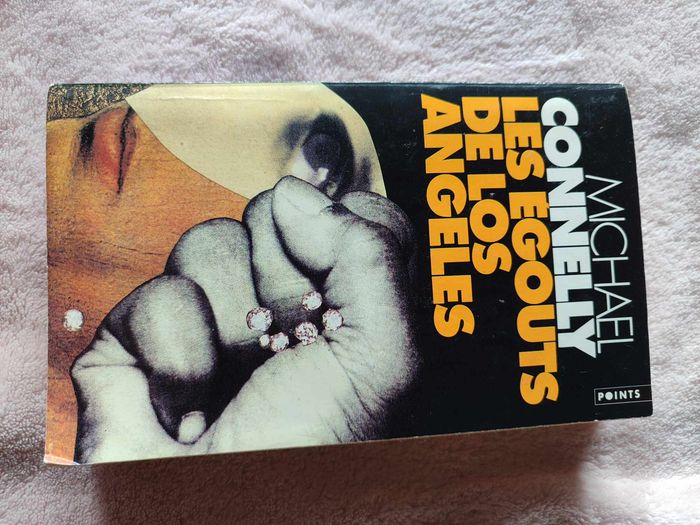 MICHAEL
CONNELLY
LES EGOUTS
DE LOS
ANGELES
POINTS